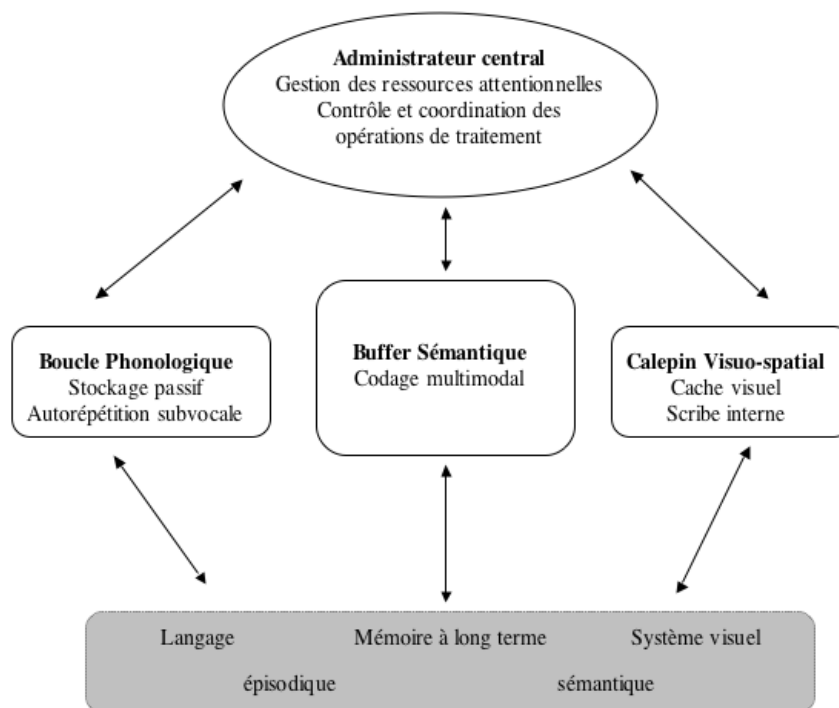 Administrateur central
Gestion des ressources attentionnelles
Contrôle et coordination des
opérations de traitement
Boucle Phonologique
Stockage passif
Autorépétition subvocale
Buffer Sémantique
Codage multimodal
Calepin Visuo-spatial
Cache visuel
Scribe interne
Langage Mémoire à long terme Système visuel
épisodique sémantique